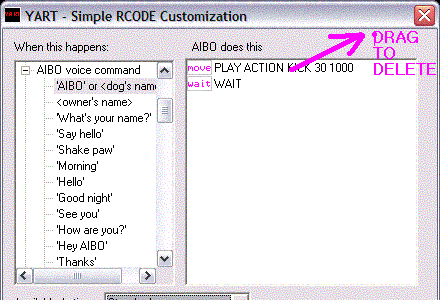 YART - Simple RCODE Customization
When this happens:
AIBO does this
DRAG
TO
DELETE
AIBO voice command
'AIBO' or <dog's name
<owner's name>
'What's your name?'
'Say hello'
'Shake paw'
'Morning'
'Hello'
'Good night'
'See you'
'How are you?'
'Hey AIBO'
'Thanks'
move PLAY ACTION KICK 30 1000
wait WAIT